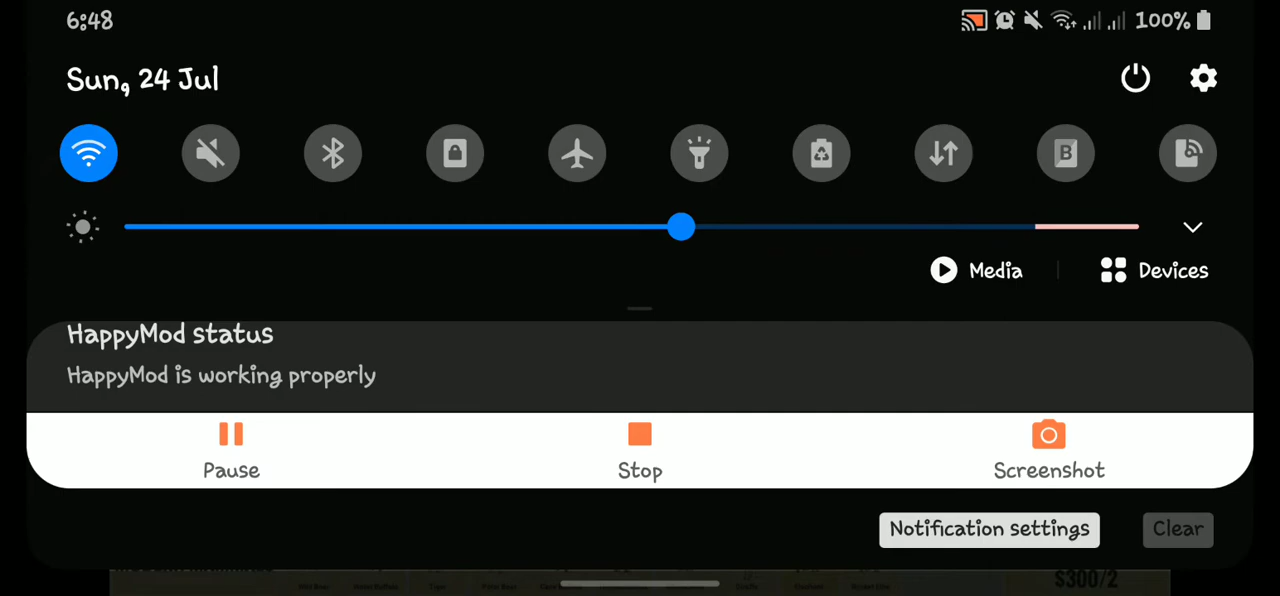 6:48
100%
Sun, 24 Jul
B
Media
Devices
HappyMod status
HappyMod is working properly
Pause
Stop
Screenshot
Notification settings
Clear
$300/2